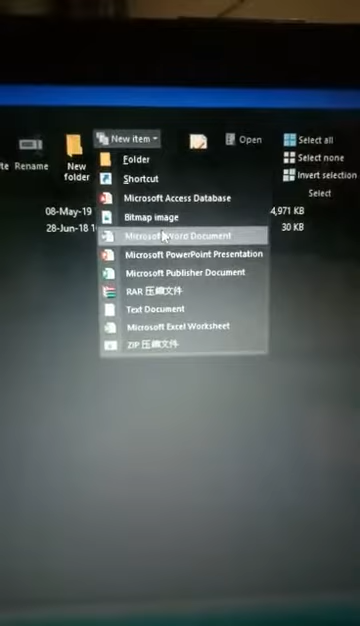 New item
Open
Select all
Rename
New
folder
Select none
Invert selection
Select
Folder
Shortcut
Microsoft Access Database
08-May-19
Bitmap image
4,971 KB
28-Jun-18 1
Microsoft Word Document
30 KB
Microsoft PowerPoint Presentation
Microsoft Publisher Document
RAR 压缩文件
Text Document
Microsoft Excel Worksheet
ZIP 压缩文件